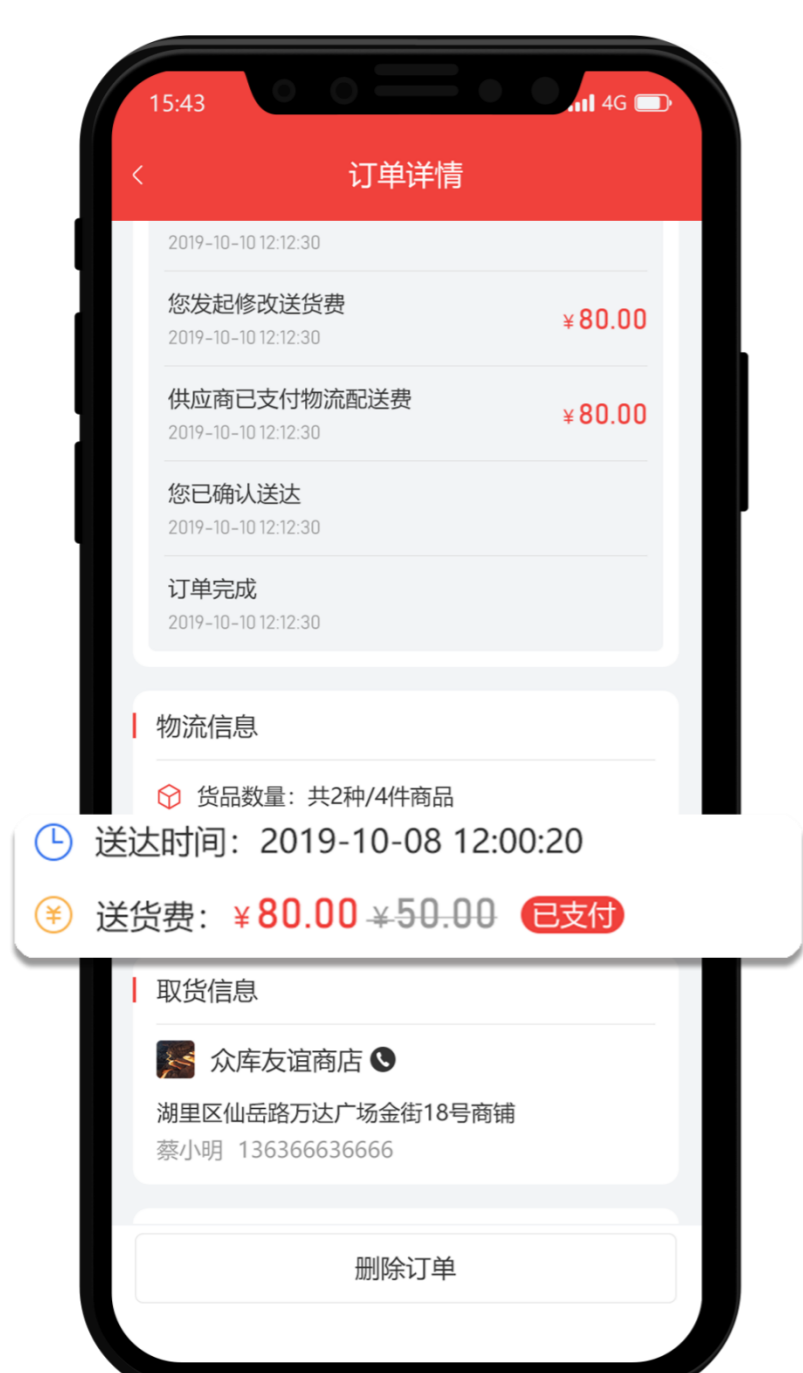 15:43
4G
订单详情
2019-10-10 12:12:30
您发起修改送货费
¥80.00
2019-10-10 12:12:30
供应商已支付物流配送费
¥80.00
2019-10-10 12:12:30
您已确认送达
2019-10-10 12:12:30
订单完成
2019-10-10 12:12:30
物流信息
货品数量：共2种/4件商品
送达时间：2019-10-08 12:00:20
送货费：¥80.00 ¥50.00 已支付
取货信息
众库友谊商店
湖里区仙岳路万达广场金街18号商铺
蔡小明 136366636666
删除订单